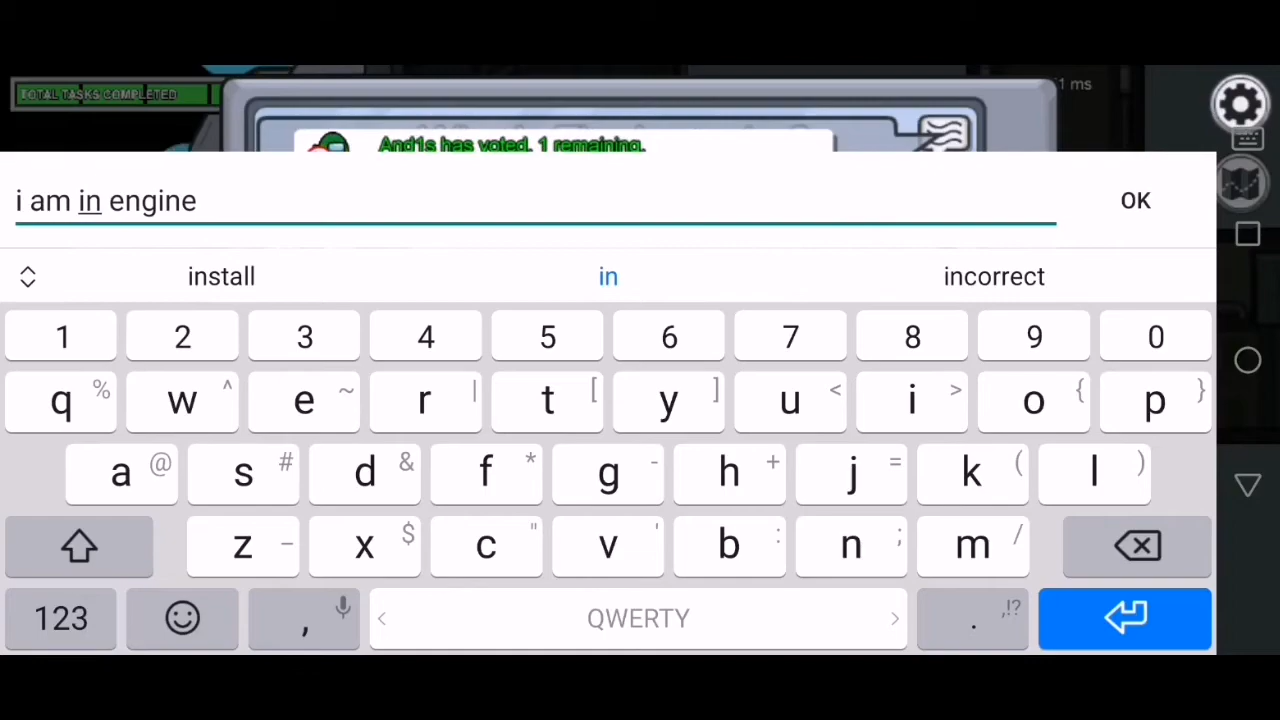 TOTAL TASKS COMPLETED
And1s has voted. 1 remaining.
i am in engine
OK
install in incorrect
1 2 3 4 5 6 7 8 9 0
q % w ^ e ~ r | t [ y ] u < i > o { p }
a @ s # d & f * g - h + j = k ( l )
z _ x $ c " v ' b : n ; m /
123 , < QWERTY > . ,!?